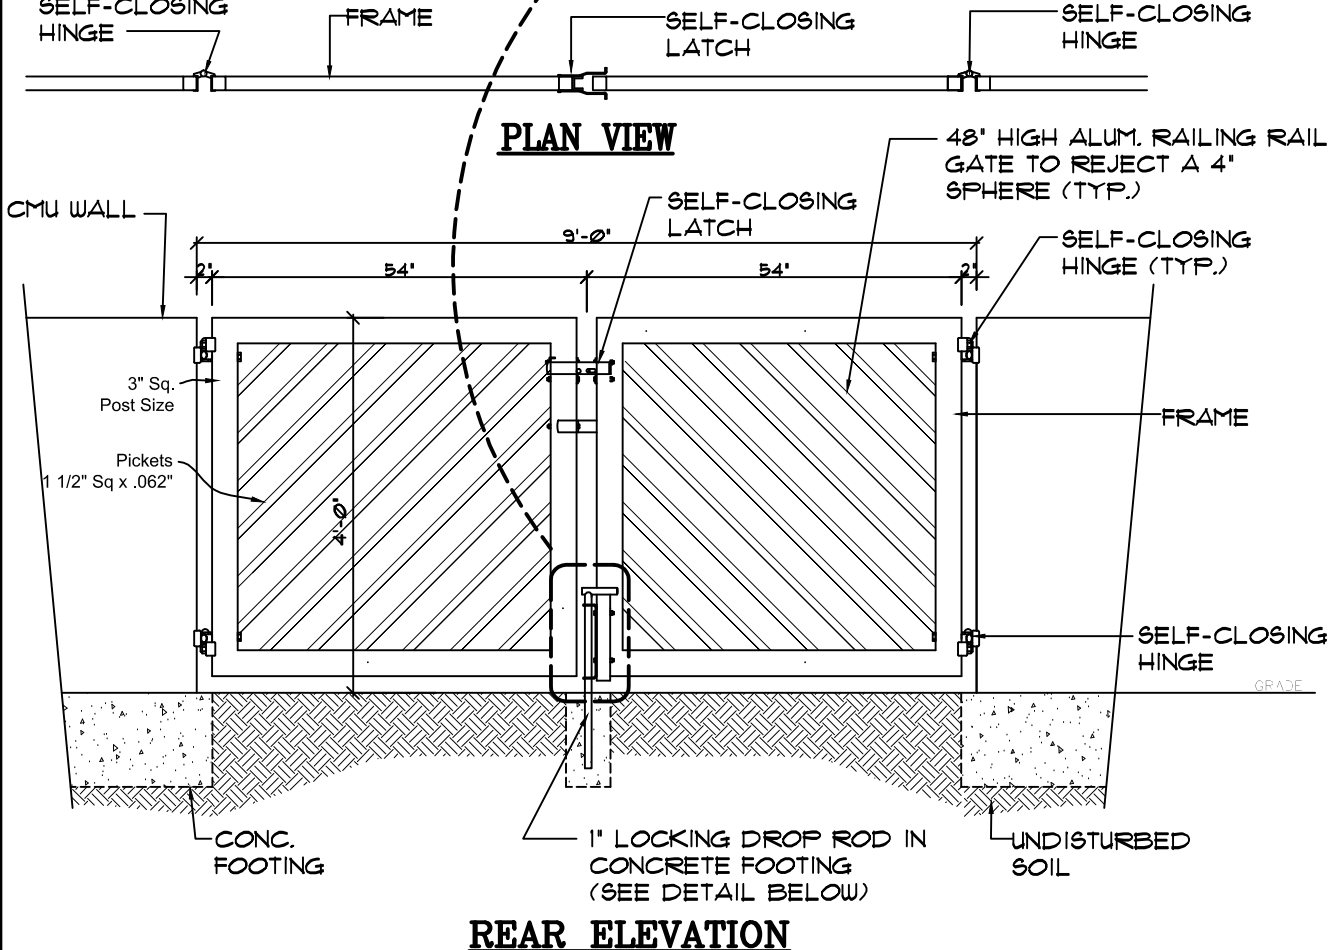 SELF-CLOSING
HINGE
FRAME
SELF-CLOSING
LATCH
SELF-CLOSING
HINGE
PLAN VIEW
48" HIGH ALUM. RAILING RAIL
GATE TO REJECT A 4"
SPHERE (TYP.)
CMU WALL
SELF-CLOSING
LATCH
9'-0"
SELF-CLOSING
HINGE (TYP.)
2"
54"
54"
2"
3" Sq.
Post Size
FRAME
Pickets
1 1/2" Sq x .062"
4'-0"
SELF-CLOSING
HINGE
GRADE
CONC.
FOOTING
1" LOCKING DROP ROD IN
CONCRETE FOOTING
(SEE DETAIL BELOW)
UNDISTURBED
SOIL
REAR ELEVATION